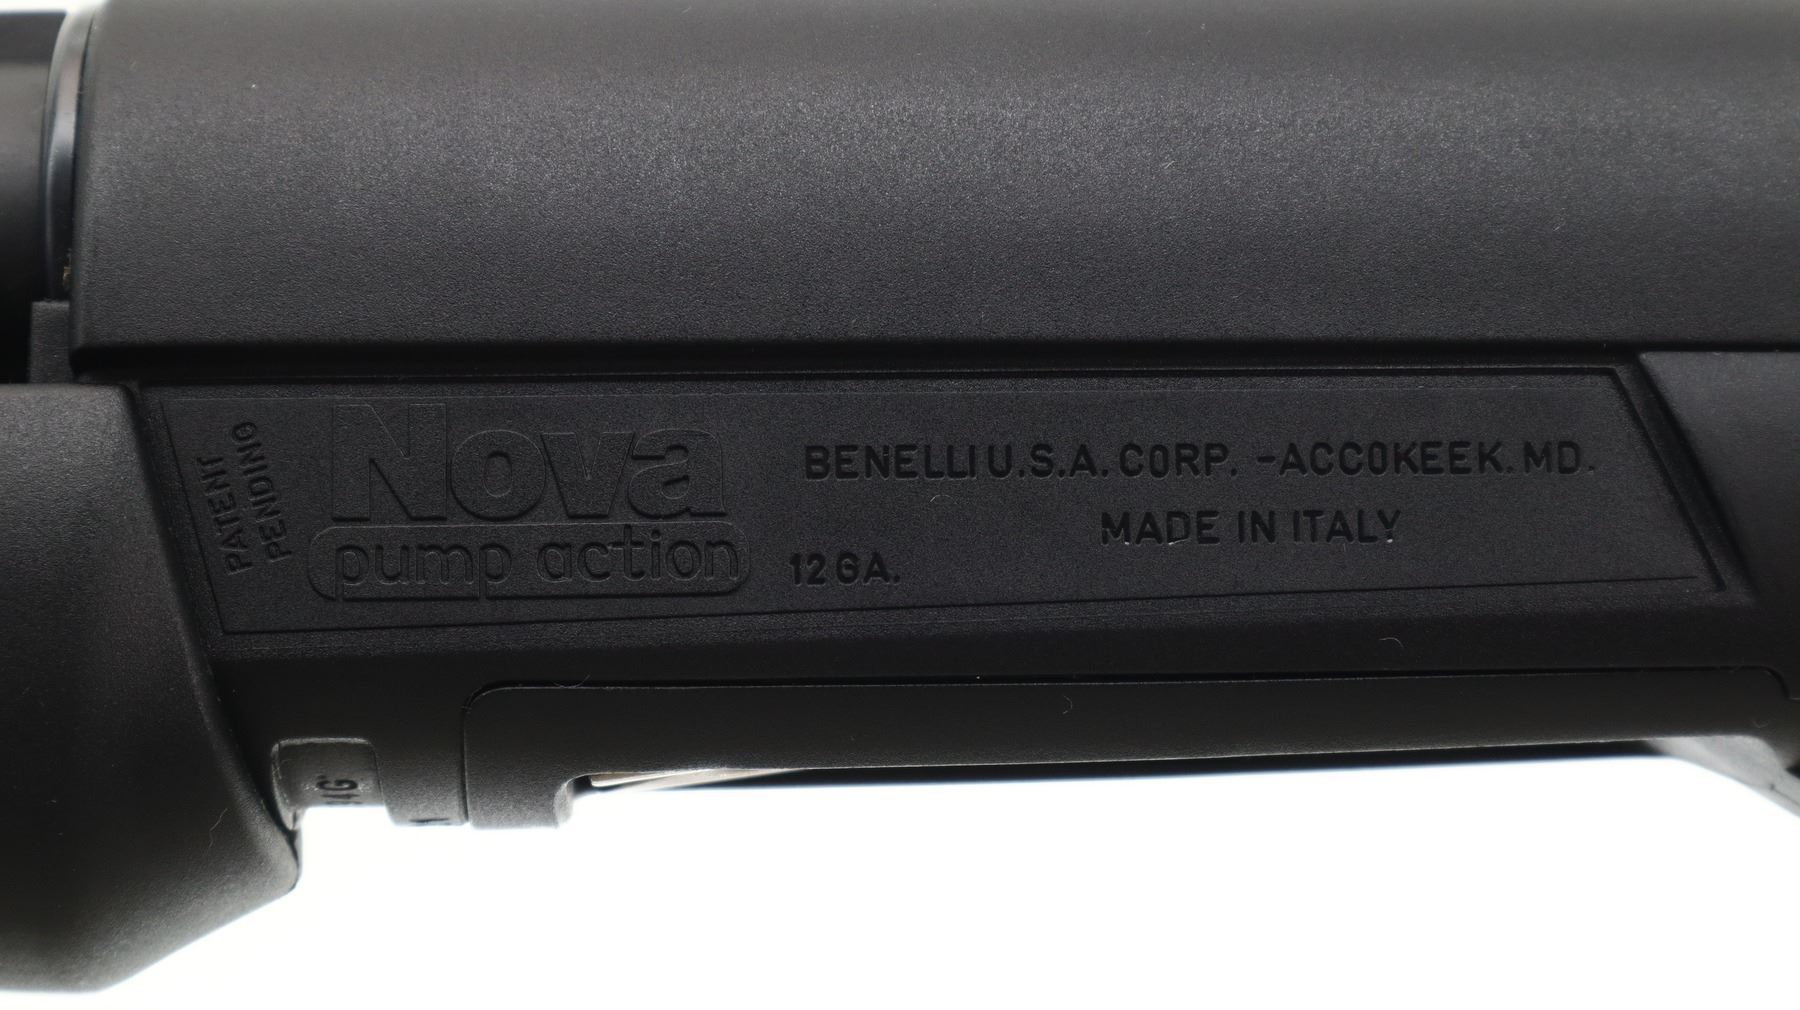 PATENT
PENDING
Nova
pump action
BENELLI U.S.A. CORP. -ACCOKEEK. MD.
MADE IN ITALY
12 GA.